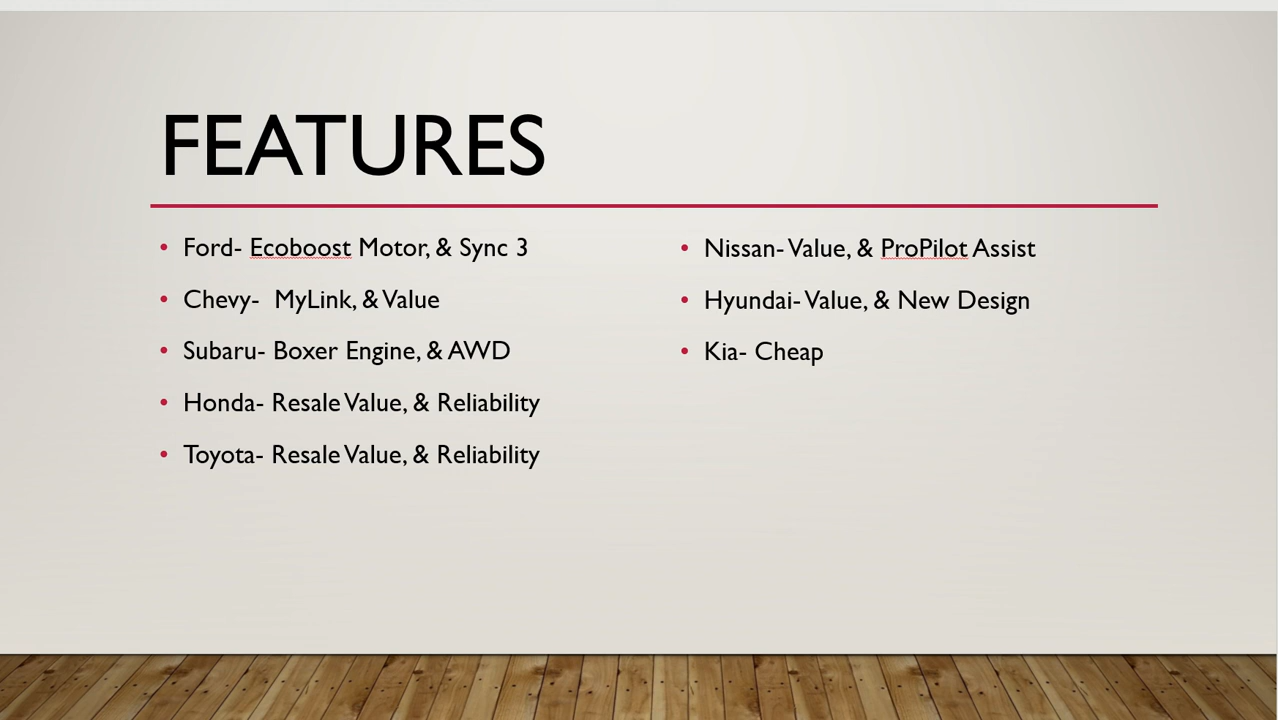 FEATURES
• Ford- Ecoboost Motor, & Sync 3
• Chevy-  MyLink, & Value
• Subaru- Boxer Engine, & AWD
• Honda- Resale Value, & Reliability
• Toyota- Resale Value, & Reliability
• Nissan- Value, & ProPilot Assist
• Hyundai- Value, & New Design
• Kia- Cheap